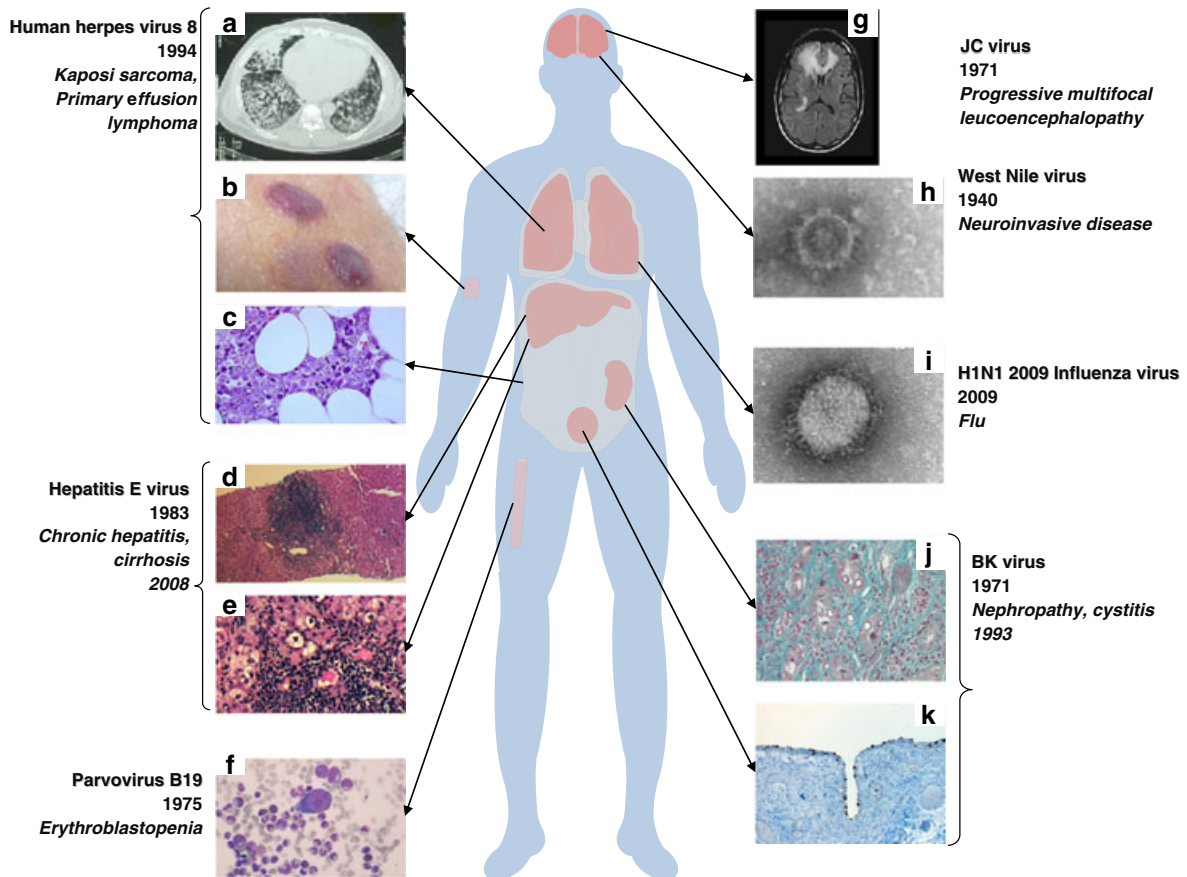 Human herpes virus 8
1994
Kaposi sarcoma,
Primary effusion
lymphoma
a
b
c
Hepatitis E virus
1983
Chronic hepatitis,
cirrhosis
2008
d
e
Parvovirus B19
1975
Erythroblastopenia
f
g
JC virus
1971
Progressive multifocal
leucoencephalopathy
h
West Nile virus
1940
Neuroinvasive disease
i
H1N1 2009 Influenza virus
2009
Flu
j
BK virus
1971
Nephropathy, cystitis
1993
k